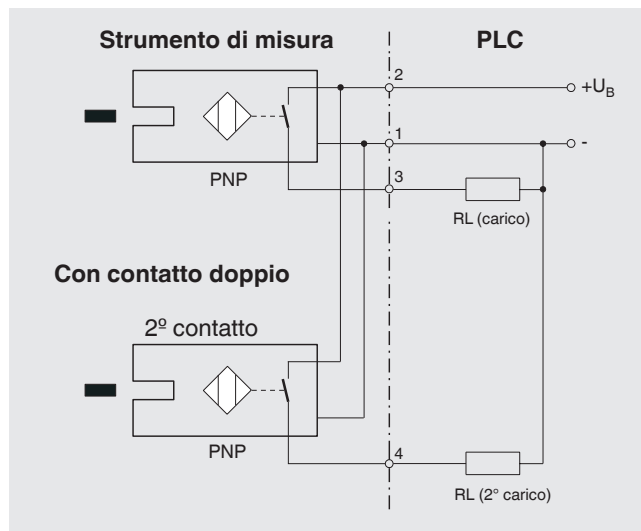 Strumento di misura
PLC
2
+UB
1
-
PNP
3
RL (carico)
Con contatto doppio
2º contatto
PNP
4
RL (2° carico)